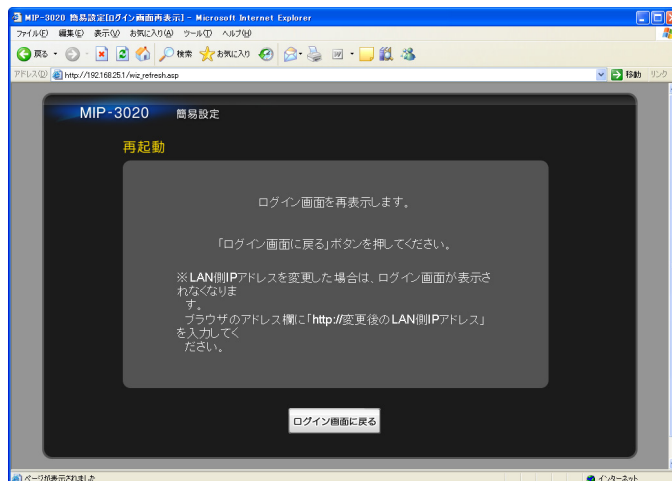 MIP-3020 簡易設定[ログイン画面再表示] - Microsoft Internet Explorer
ファイル(F) 編集(E) 表示(V) お気に入り(A) ツール(T) ヘルプ(H)
戻る 検索 お気に入り
アドレス(D) http://192.168.25.1/wiz_refresh.asp 移動 リンク
MIP-3020 簡易設定
再起動
ログイン画面を再表示します。
「ログイン画面に戻る」ボタンを押してください。
※LAN側IPアドレスを変更した場合は、ログイン画面が表示さ
れなくなりま
す。
ブラウザのアドレス欄に「http://変更後のLAN側IPアドレス」
を入力してく
ださい。
ログイン画面に戻る
ページが表示されました インターネット